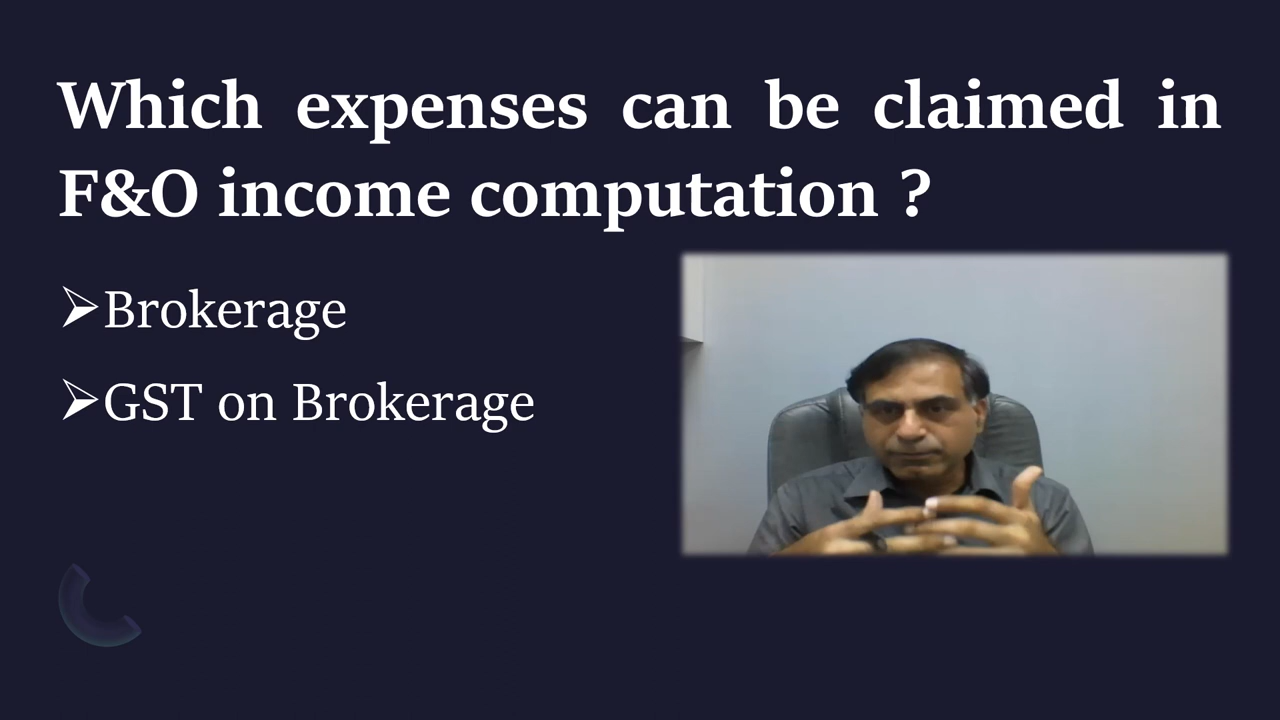 Which expenses can be claimed in
F&O income computation ?
➢Brokerage
➢GST on Brokerage